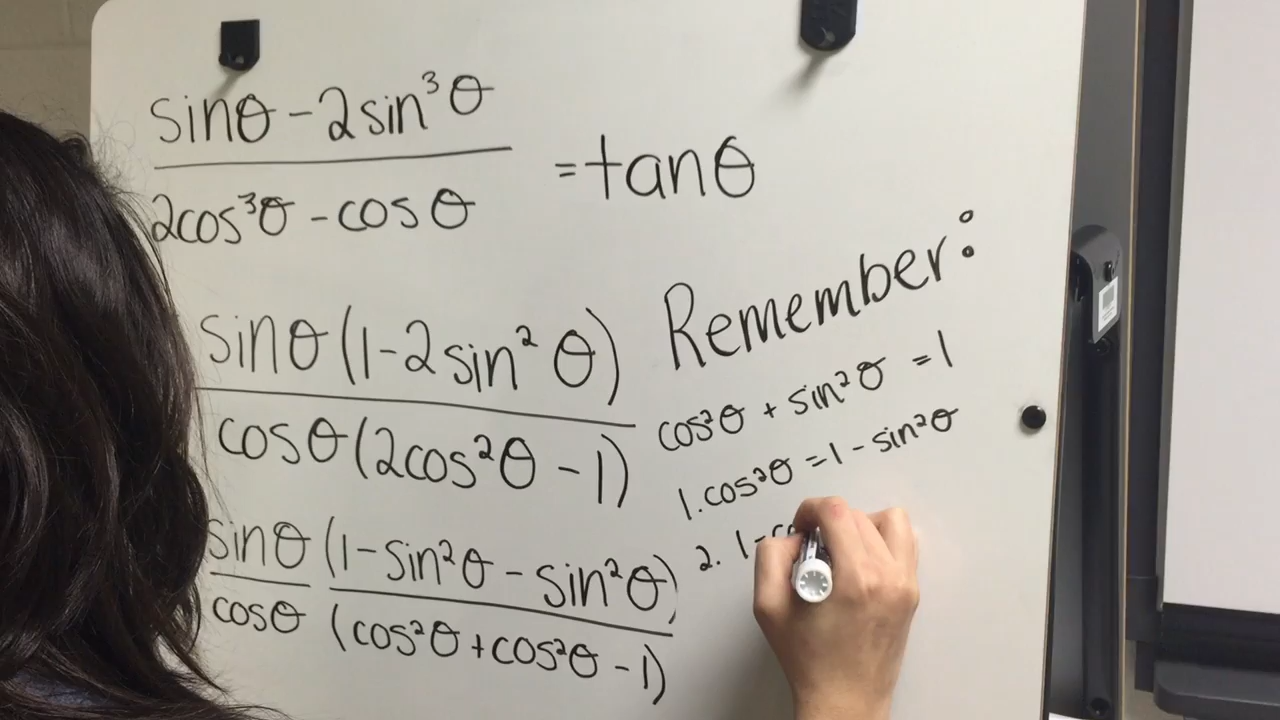 sinθ - 2sin³θ
2cos³θ - cosθ
= tanθ
sinθ(1-2sin²θ)
cosθ(2cos²θ - 1)
sinθ (1 - sin²θ - sin²θ)
cosθ (cos²θ + cos²θ - 1)
Remember:
cos²θ + sin²θ = 1
1. cos²θ = 1 - sin²θ
2. 1 -